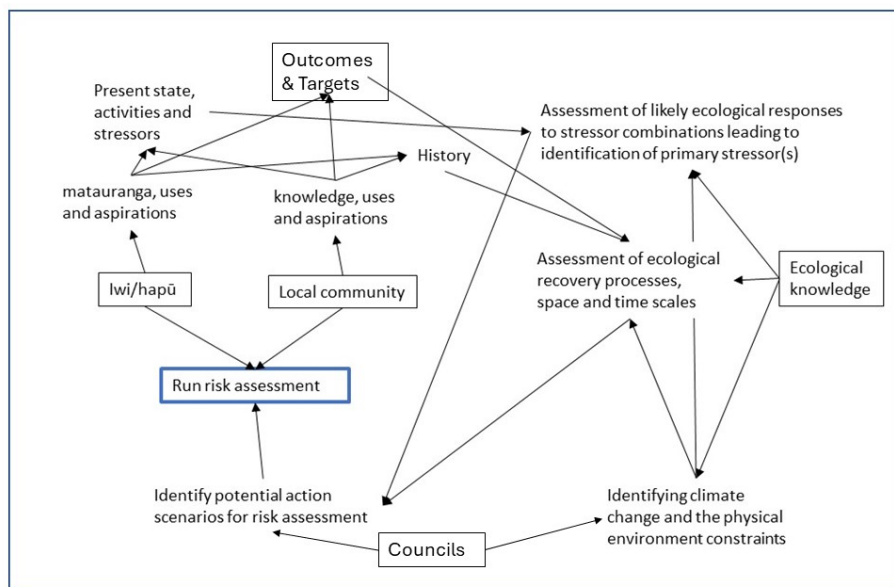 Outcomes
& Targets
Present state,
activities and
stressors
Assessment of likely ecological responses
to stressor combinations leading to
identification of primary stressor(s)
History
matauranga, uses
and aspirations
knowledge, uses
and aspirations
Assessment of ecological
recovery processes,
space and time scales
Ecological
knowledge
Iwi/hapū
Local community
Run risk assessment
Identify potential action
scenarios for risk assessment
Identifying climate
change and the physical
environment constraints
Councils